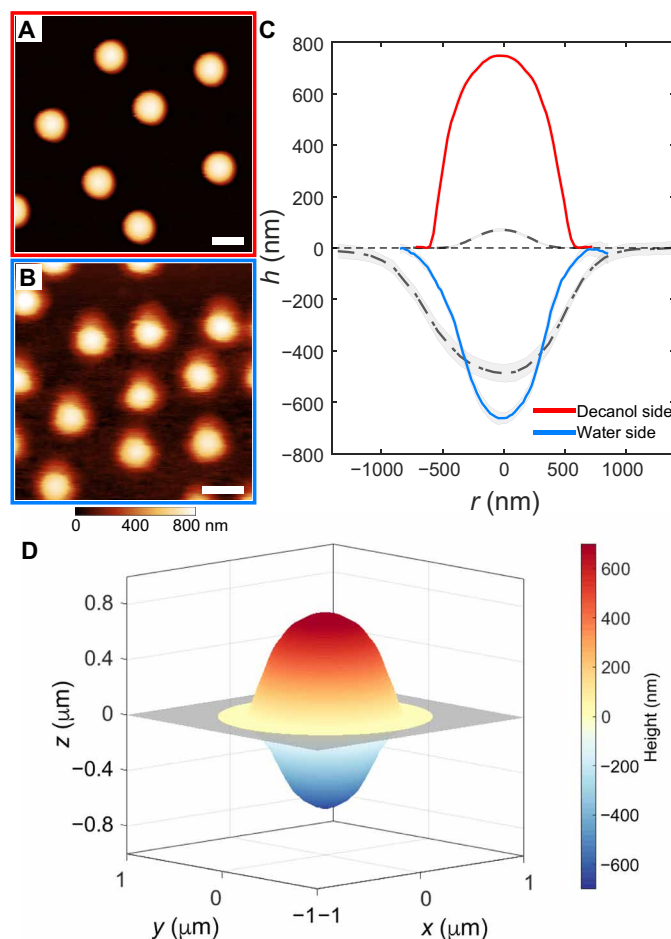 A
B
0 400 800 nm
C
800
600
400
200
0
−200
−400
−600
−800
h (nm)
−1000 −500 0 500 1000
r (nm)
Decanol side
Water side
D
0.8
0.4
0
−0.4
−0.8
z (μm)
1 0 −1
y (μm)
−1 0 1
x (μm)
600
400
200
0
−200
−400
−600
Height (nm)